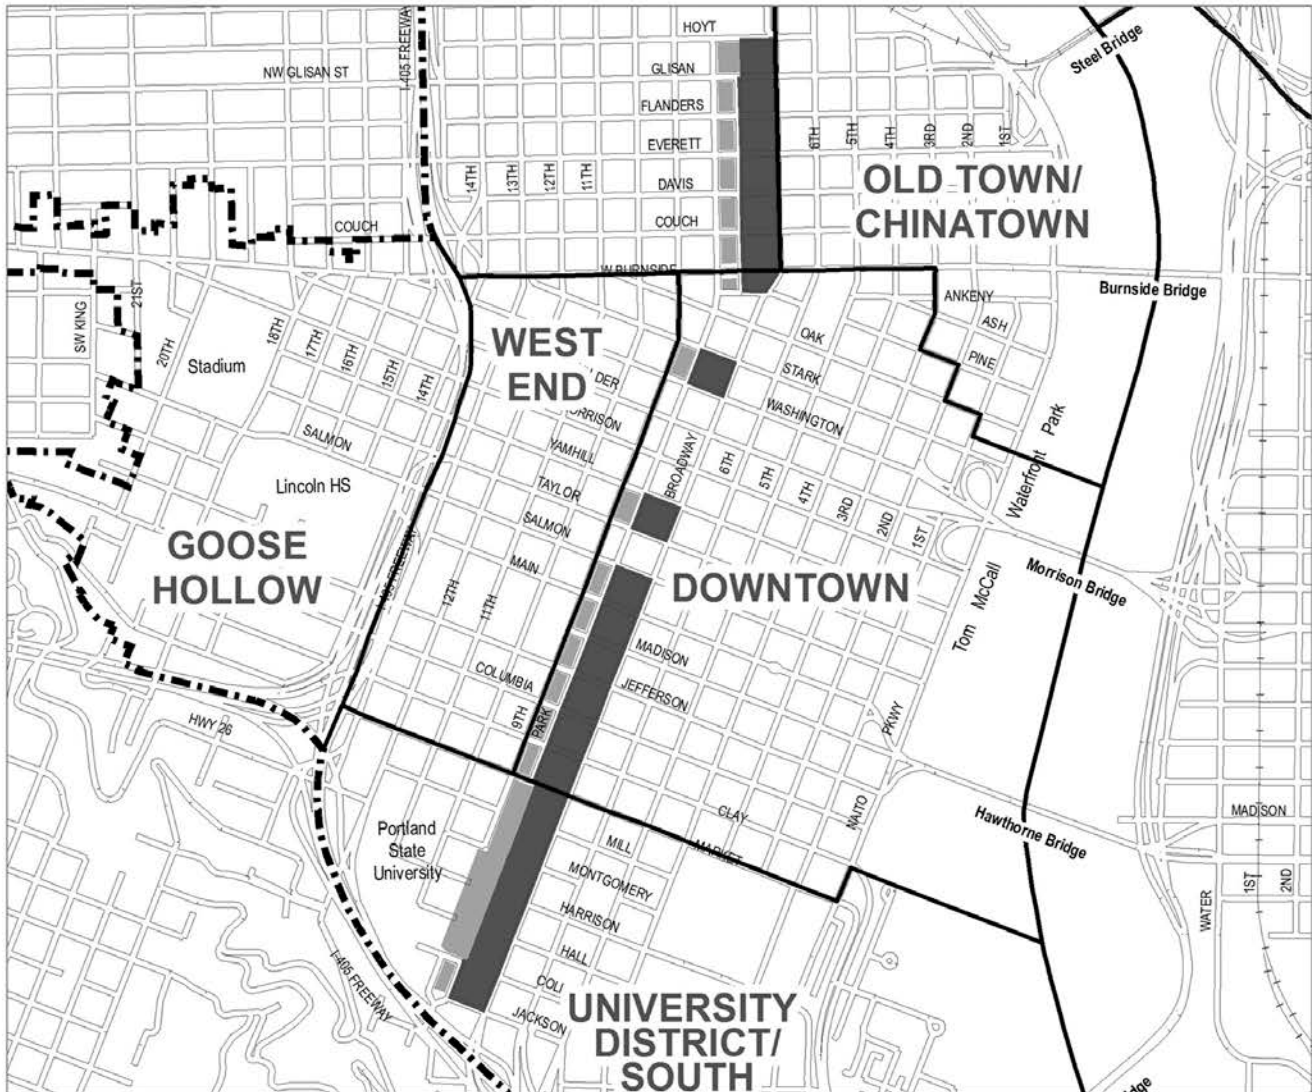 HOYT
I-405 FREEWAY
NW GLISAN ST
GLISAN
Steel Bridge
FLANDERS
EVERETT
6TH
5TH
4TH
3RD
2ND
1ST
14TH
13TH
12TH
11TH
DAVIS
OLD TOWN/
CHINATOWN
COUCH
COUCH
W BURNSIDE
Burnside Bridge
21ST
SW KING
ANKENY
ASH
PINE
20TH
18TH
17TH
16TH
15TH
14TH
Stadium
WEST
END
OAK
STARK
WASHINGTON
DER
ORRISON
YAMHILL
TAYLOR
SALMON
MAIN
SALMON
Lincoln HS
BROADWAY
6TH
5TH
4TH
3RD
2ND
1ST
Waterfront Park
Tom McCall
Morrison Bridge
GOOSE
HOLLOW
I-405 FREEWAY
12TH
11TH
DOWNTOWN
MADISON
JEFFERSON
COLUMBIA
9TH
PARK
HWY 26
PKWY
NAITO
CLAY
MARKET
MILL
MONTGOMERY
HARRISON
HALL
COLI
JACKSON
Portland
State
University
Hawthorne Bridge
MADISON
WATER
1ST
2ND
I-405 FREEWAY
UNIVERSITY
DISTRICT/
SOUTH